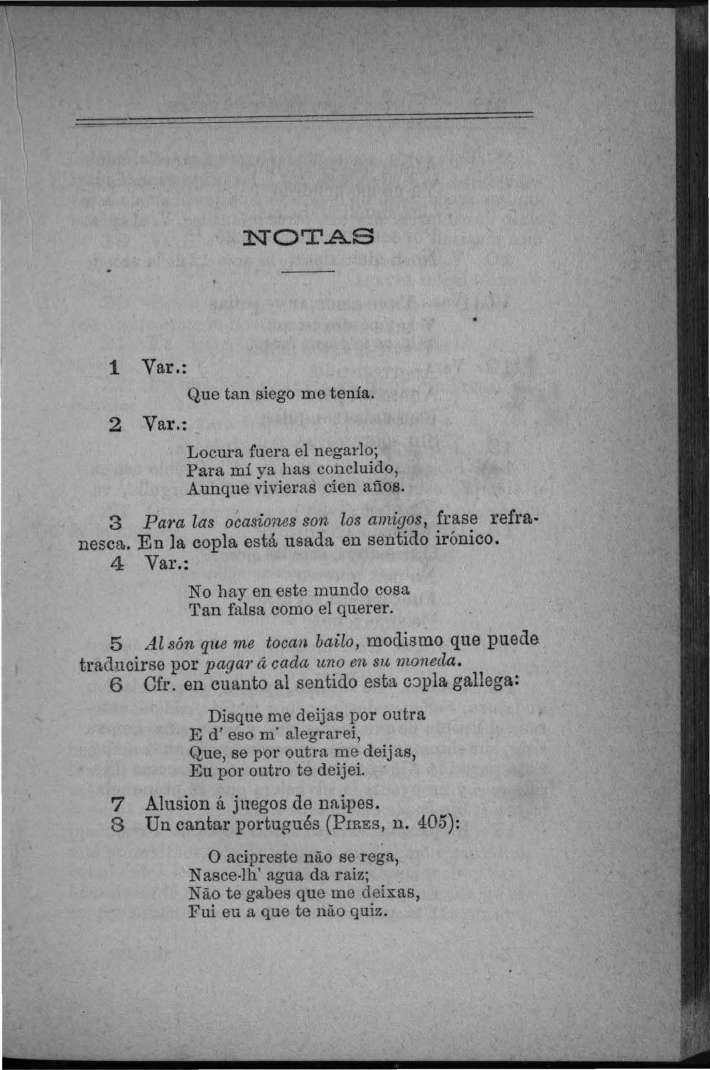 NOTAS
1 Var.:
Que tan siego me tenía.
2 Var.:
Locura fuera el negarlo;
Para mí ya has concluido,
Aunque vivieras cien años.
3 Para las ocasiones son los amigos, frase refra-
nesca. En la copla está usada en sentido irónico.
4 Var.:
No hay en este mundo cosa
Tan falsa como el querer.
5 Al són que me tocan bailo, modismo que puede
traducirse por pagar á cada uno en su moneda.
6 Cfr. en cuanto al sentido esta copla gallega:
Disque me deijas por outra
E d' eso m' alegrarei,
Que, se por outra me deijas,
Eu por outro te deijei.
7 Alusion á juegos de naipes.
8 Un cantar portugués (PIRES, n. 405):
O acipreste não se rega,
Nasce-lh' agua da raiz;
Não te gabes que me deixas,
Fui eu a que te não quiz.